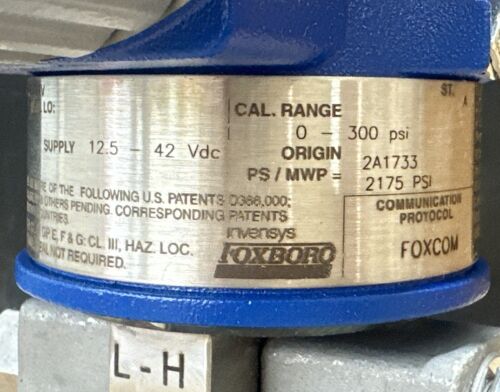 LO:
ST.
A
CAL. RANGE
0 - 300 psi
SUPPLY 12.5 - 42 Vdc
ORIGIN 2A1733
PS / MWP = 2175 PSI
OF THE FOLLOWING U.S. PATENTS D366,000;
OTHERS PENDING. CORRESPONDING PATENTS
COMMUNICATION
PROTOCOL
FOXCOM
E, F & G: CL III, HAZ. LOC.
NOT REQUIRED.
invensys
FOXBORO
L-H